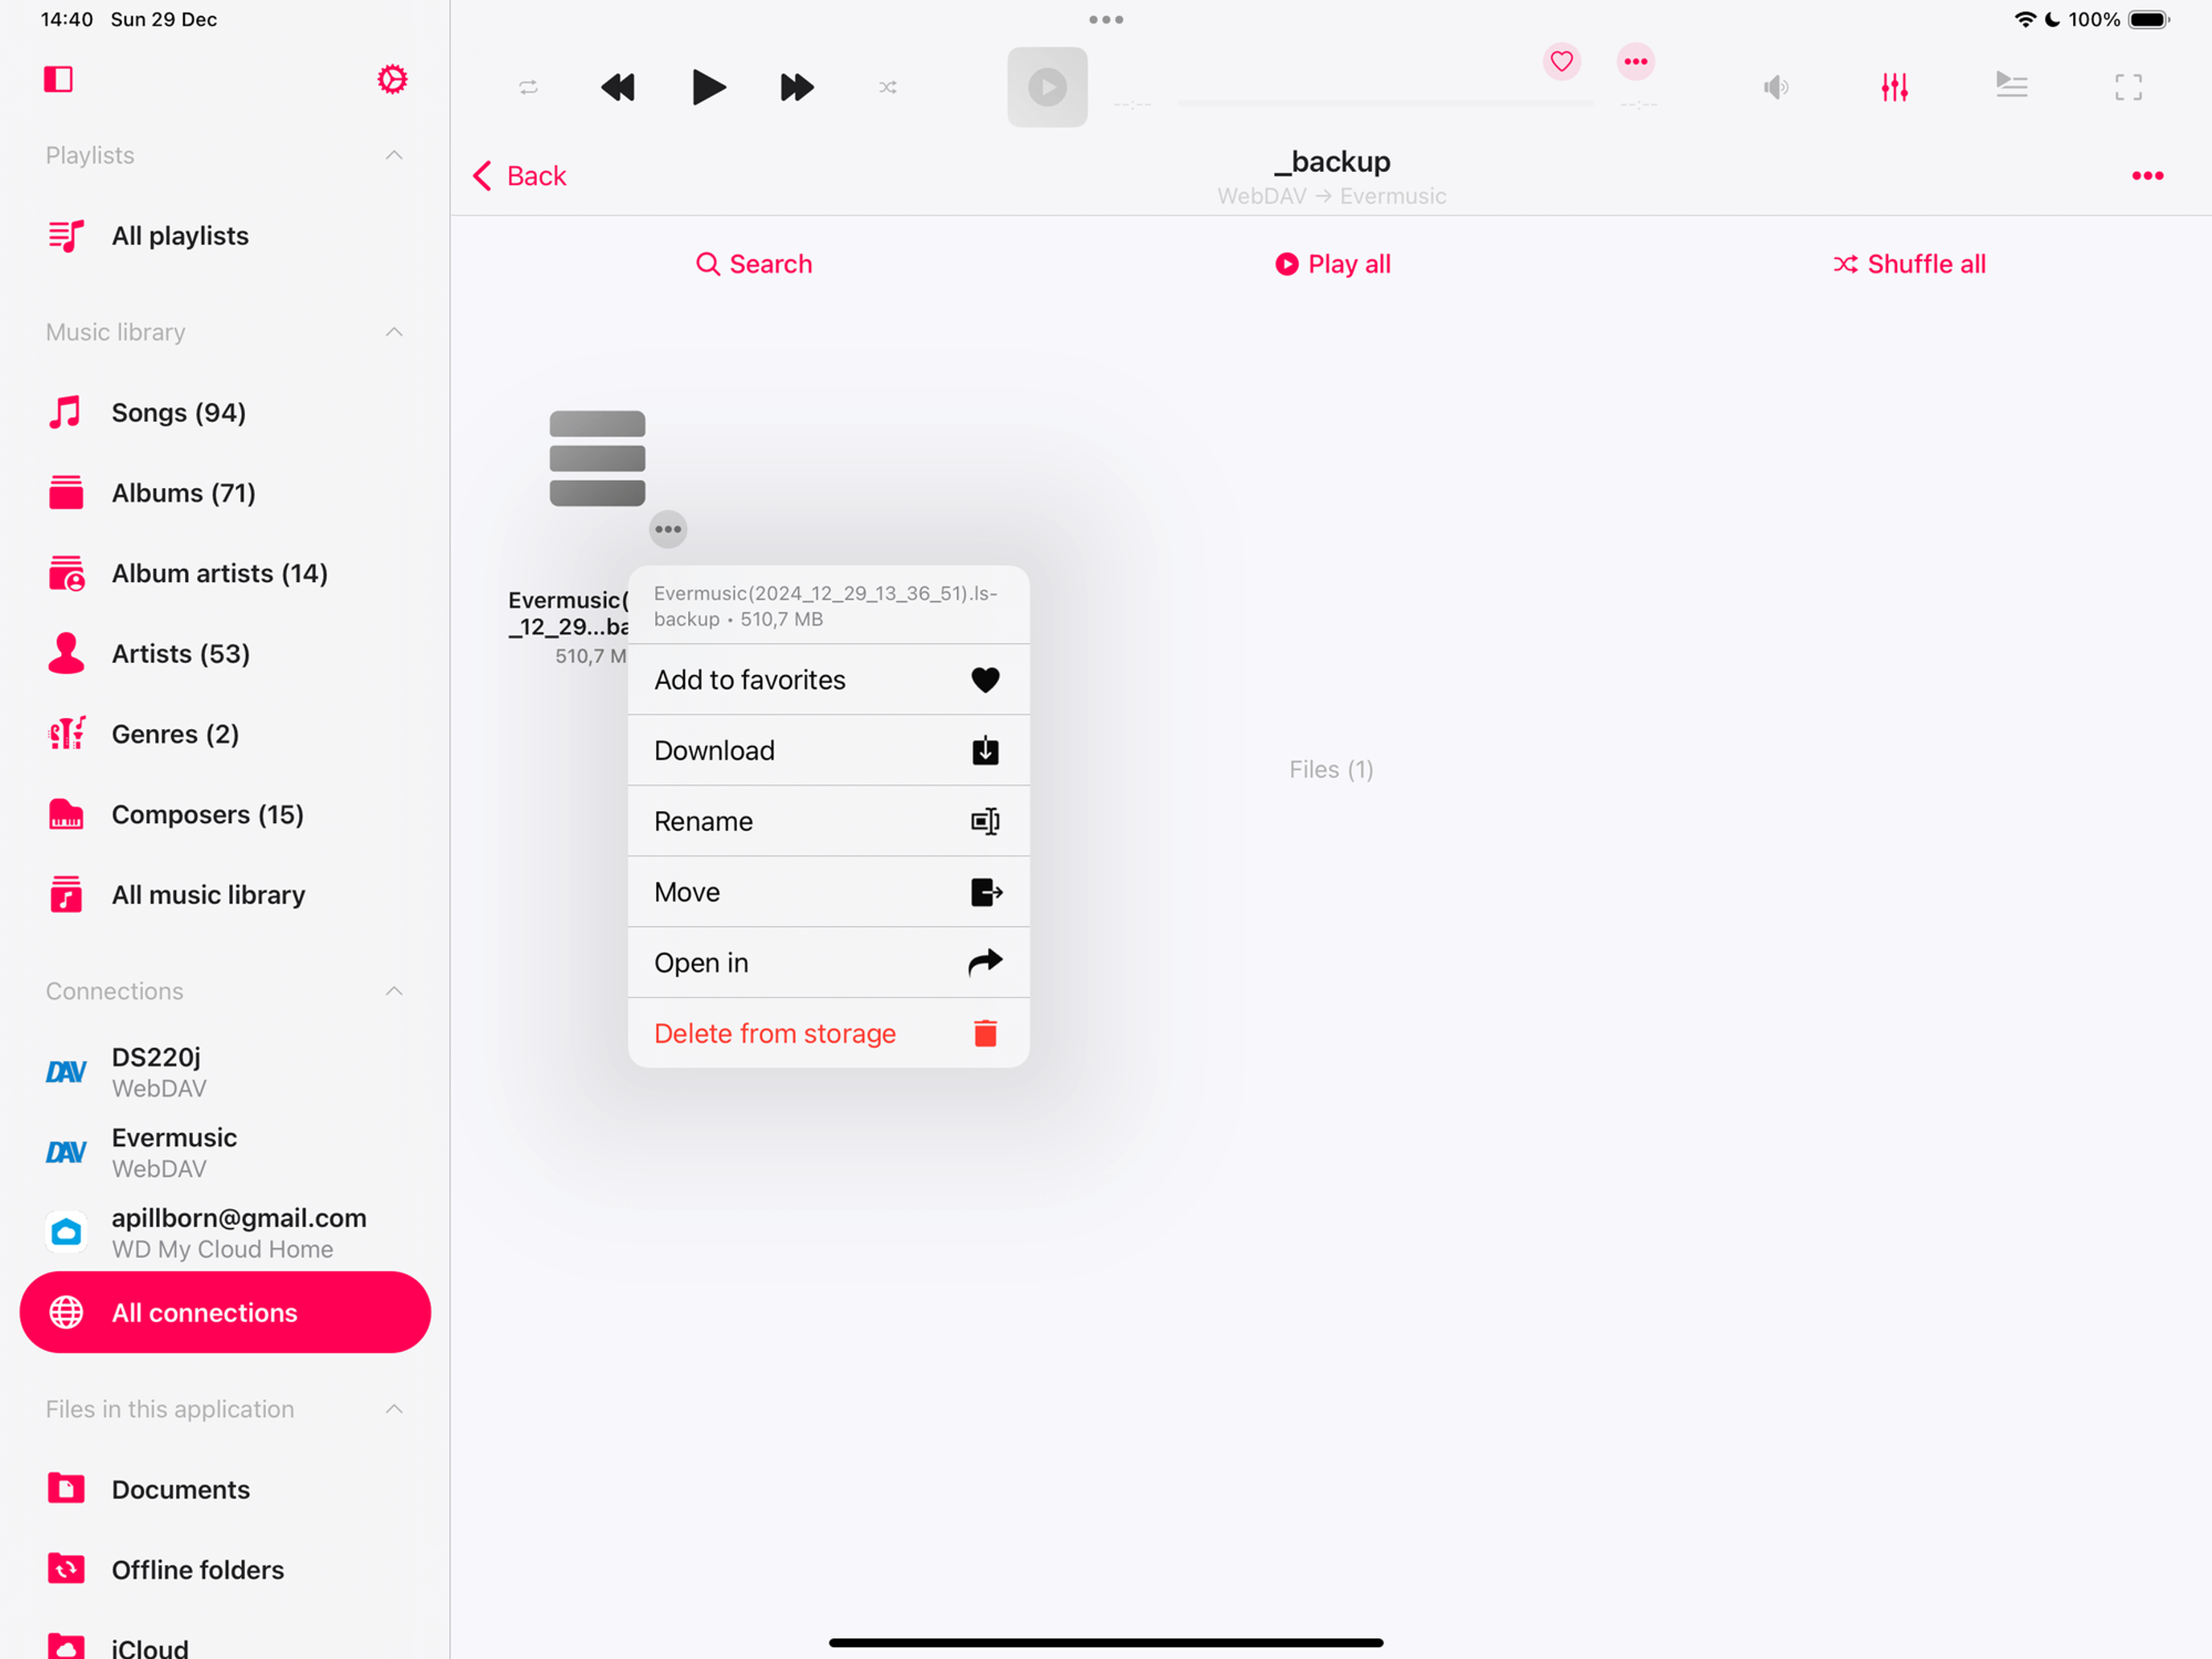 14:40 Sun 29 Dec
100%
Playlists
All playlists
Music library
Songs (94)
Albums (71)
Album artists (14)
Artists (53)
Genres (2)
Composers (15)
All music library
Connections
DAV
DS220j
WebDAV
DAV
Evermusic
WebDAV
apillborn@gmail.com
WD My Cloud Home
All connections
Files in this application
Documents
Offline folders
iCloud
--:--
--:--
Back
_backup
WebDAV → Evermusic
Search
Play all
Shuffle all
Evermusic(
_12_29...ba
510,7 M
Evermusic(2024_12_29_13_36_51).ls-
backup • 510,7 MB
Add to favorites
Download
Rename
Move
Open in
Delete from storage
Files (1)